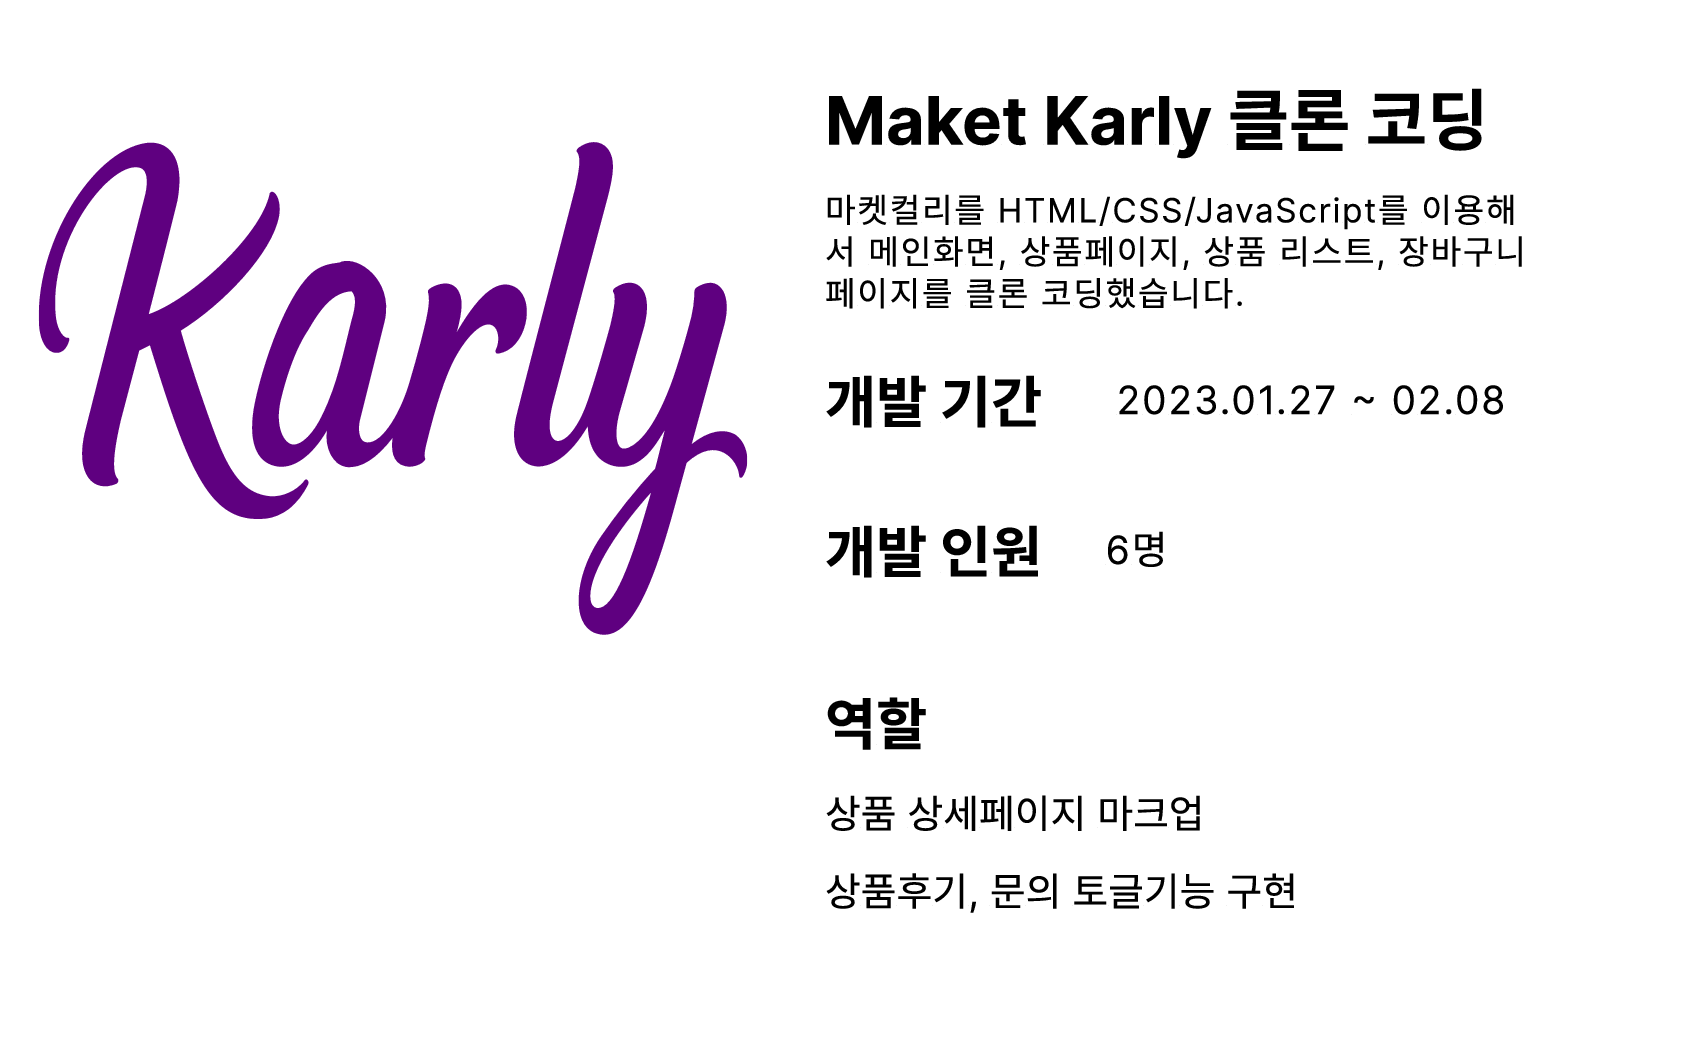 Karly
Maket Karly 클론 코딩
마켓컬리를 HTML/CSS/JavaScript를 이용해
서 메인화면, 상품페이지, 상품 리스트, 장바구니
페이지를 클론 코딩했습니다.
개발 기간 2023.01.27 ~ 02.08
개발 인원 6명
역할
상품 상세페이지 마크업
상품후기, 문의 토글기능 구현